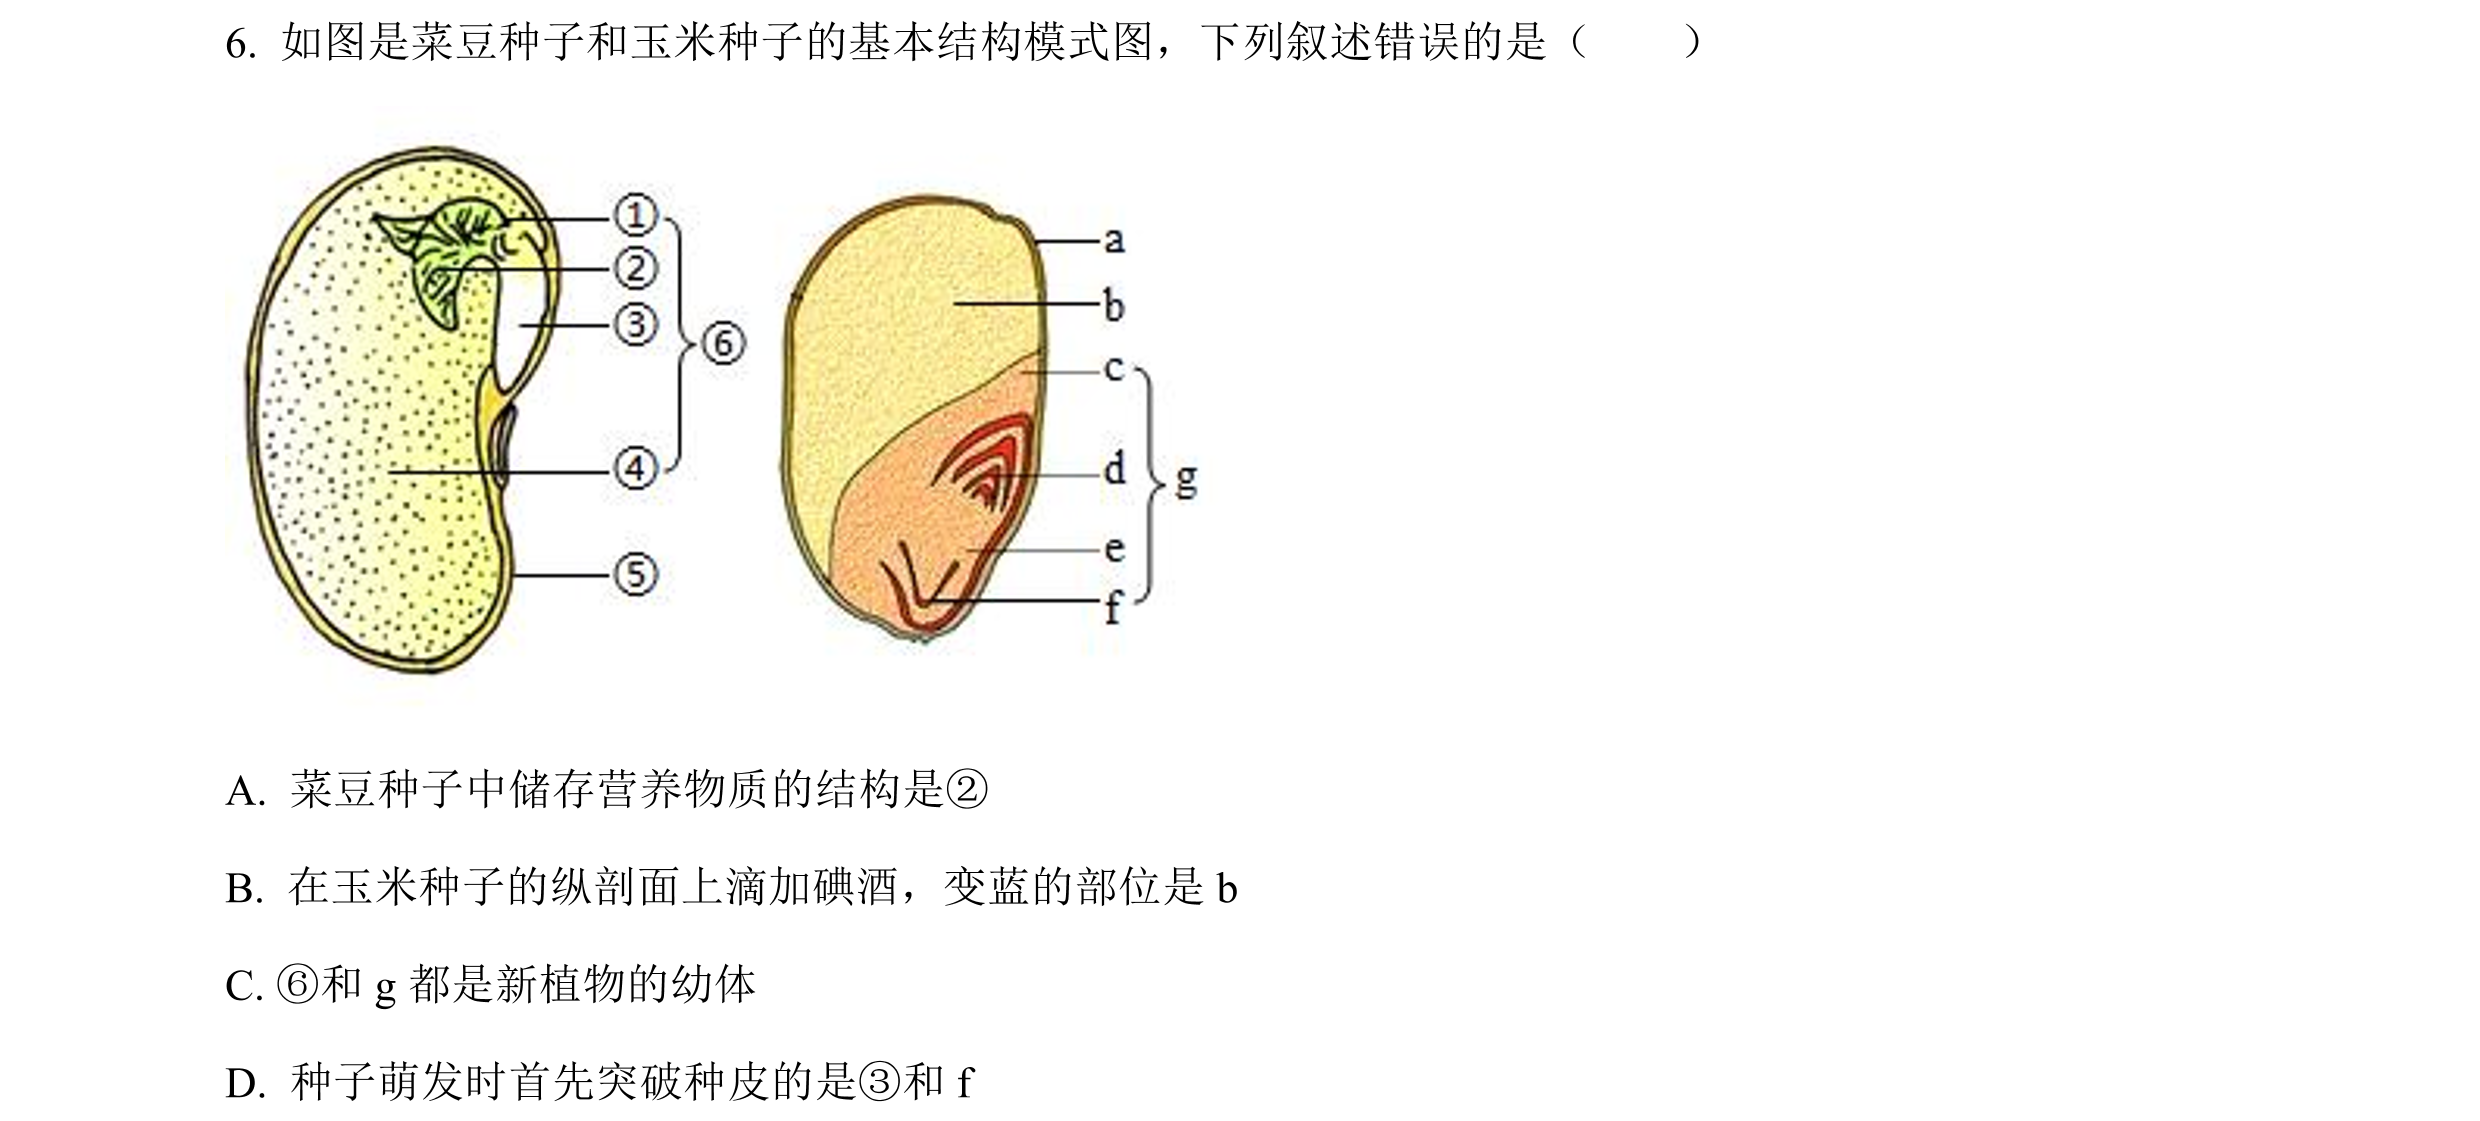 6. 如图是菜豆种子和玉米种子的基本结构模式图，下列叙述错误的是（　　）
①
②
③
④
⑤
⑥
a
b
c
d
e
f
g
A. 菜豆种子中储存营养物质的结构是②
B. 在玉米种子的纵剖面上滴加碘酒，变蓝的部位是 b
C. ⑥和 g 都是新植物的幼体
D. 种子萌发时首先突破种皮的是③和 f